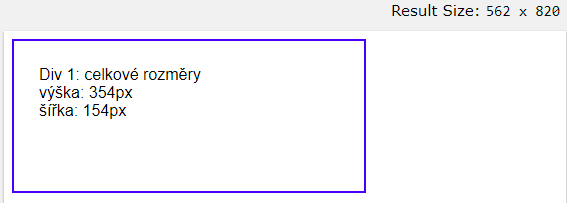 Result Size: 562 x 820
Div 1: celkové rozměry
výška: 354px
šířka: 154px